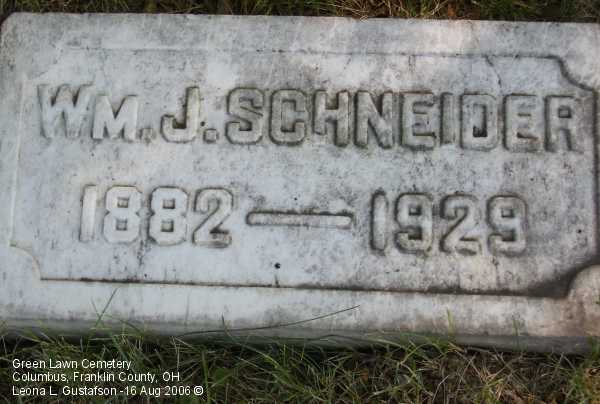 WM. J. SCHNEIDER
1882 — 1929
Green Lawn Cemetery
Columbus, Franklin County, OH
Leona L. Gustafson -16 Aug 2006 ©